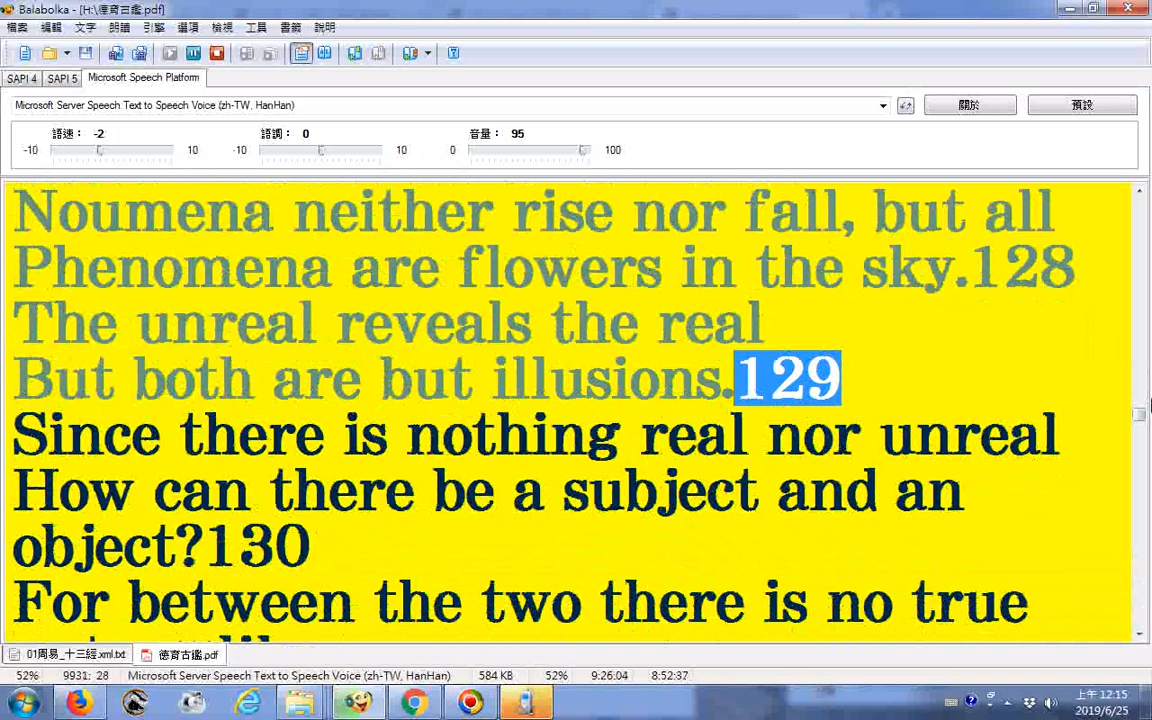 Balabolka - [H:\德育古鑑.pdf]
檔案 編輯 文字 朗讀 引擎 選項 檢視 工具 書籤 說明
SAPI 4 SAPI 5 Microsoft Speech Platform
Microsoft Server Speech Text to Speech Voice (zh-TW, HanHan) 關於 預設
語速： -2 語調： 0 音量： 95
-10 10 -10 10 0 100
Noumena neither rise nor fall, but all
Phenomena are flowers in the sky.128
The unreal reveals the real
But both are but illusions.129
Since there is nothing real nor unreal
How can there be a subject and an
object?130
For between the two there is no true
01周易_十三經.xml.txt 德育古鑑.pdf
52% 9931: 28 Microsoft Server Speech Text to Speech Voice (zh-TW, HanHan) 584 KB 52% 9:26:04 8:52:37
上午 12:15
2019/6/25